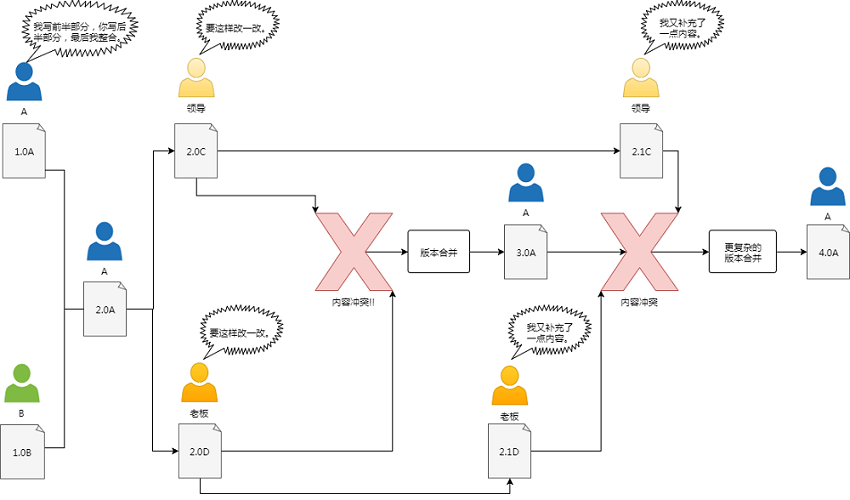 我写前半部分，你写后
半部分，最后我整合。
A
1.0A
要这样改一改。
领导
2.0C
我又补充了
一点内容。
领导
2.1C
A
2.0A
内容冲突!!
版本合并
A
3.0A
内容冲突
更复杂的
版本合并
A
4.0A
B
1.0B
要这样改一改。
老板
2.0D
我又补充了
一点内容。
老板
2.1D